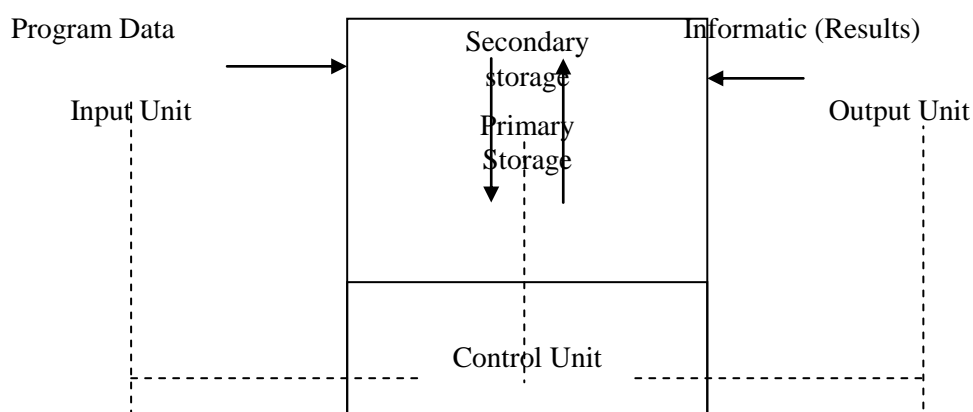 Program Data
Informatic (Results)
Secondary
storage
Input Unit
Output Unit
Primary
Storage
Control Unit